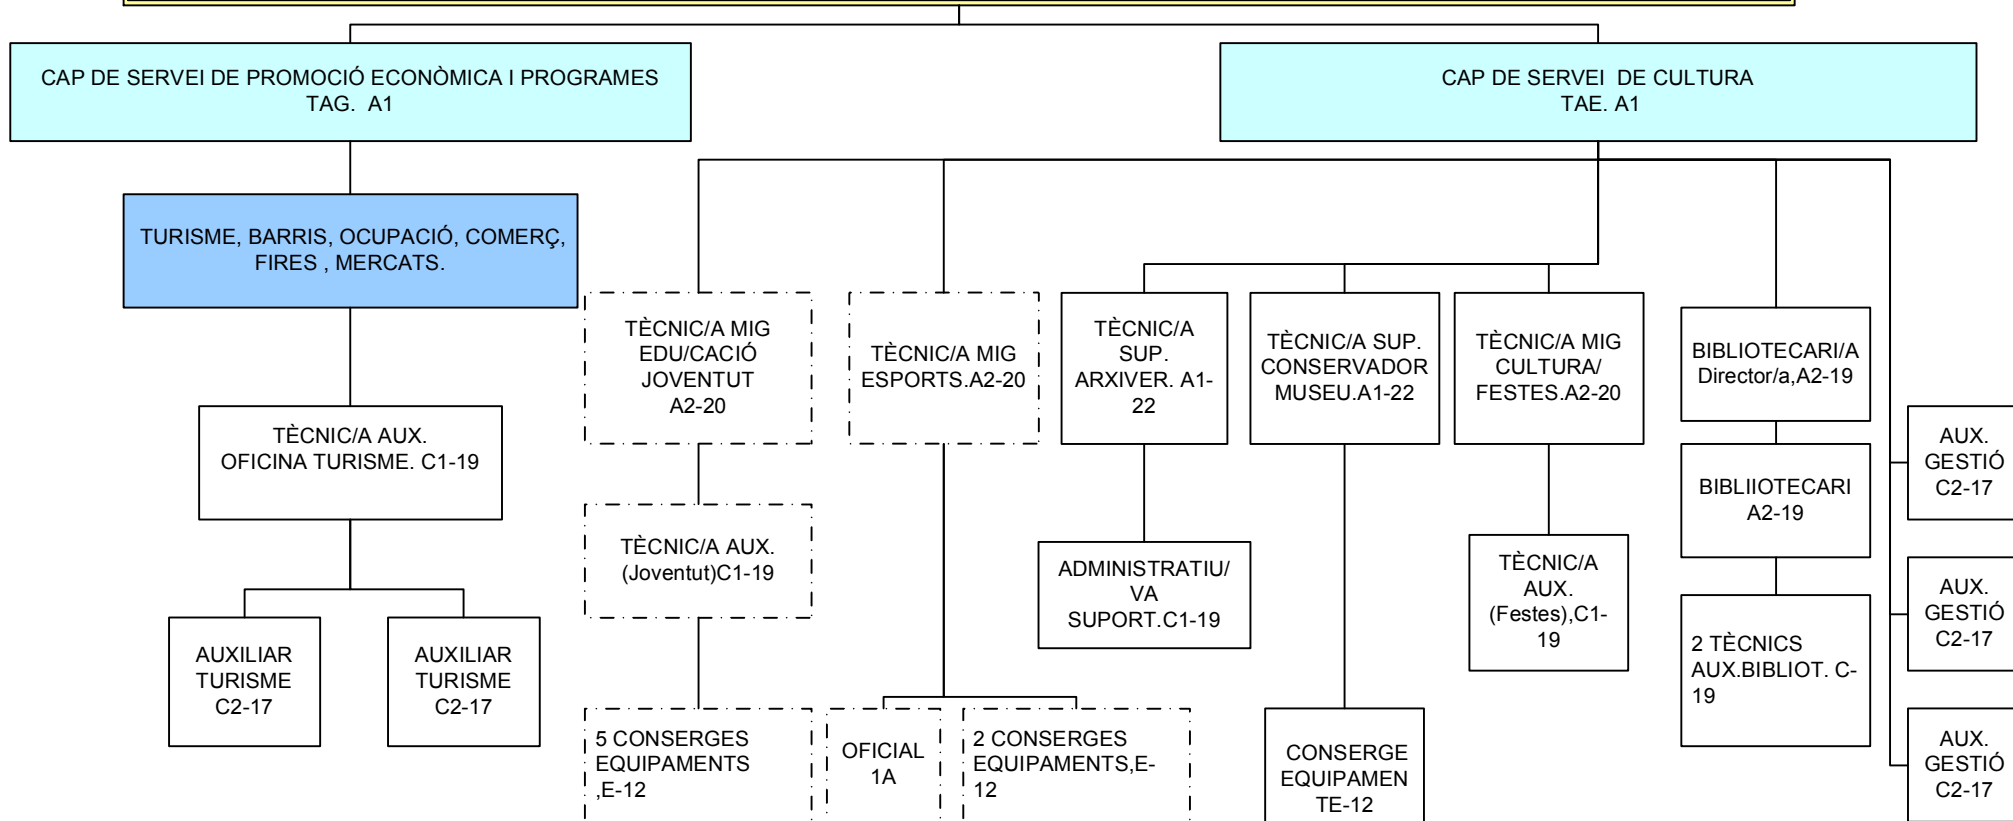 CAP DE SERVEI DE PROMOCIÓ ECONÒMICA I PROGRAMES
TAG. A1
CAP DE SERVEI DE CULTURA
TAE. A1
TURISME, BARRIS, OCUPACIÓ, COMERÇ,
FIRES , MERCATS.
TÈCNIC/A MIG
EDU/CACIÓ
JOVENTUT
A2-20
TÈCNIC/A MIG
ESPORTS.A2-20
TÈCNIC/A
SUP.
ARXIVER. A1-
22
TÈCNIC/A SUP.
CONSERVADOR
MUSEU.A1-22
TÈCNIC/A MIG
CULTURA/
FESTES.A2-20
BIBLIOTECARI/A
Director/a,A2-19
TÈCNIC/A AUX.
OFICINA TURISME. C1-19
AUX.
GESTIÓ
C2-17
BIBLIIOTECARI
A2-19
TÈCNIC/A AUX.
(Joventut)C1-19
ADMINISTRATIU/
VA
SUPORT.C1-19
TÈCNIC/A
AUX.
(Festes),C1-
19
AUX.
GESTIÓ
C2-17
2 TÈCNICS
AUX.BIBLIOT. C-
19
AUXILIAR
TURISME
C2-17
AUXILIAR
TURISME
C2-17
5 CONSERGES
EQUIPAMENTS
,E-12
OFICIAL
1A
2 CONSERGES
EQUIPAMENTS,E-
12
CONSERGE
EQUIPAMEN
TE-12
AUX.
GESTIÓ
C2-17